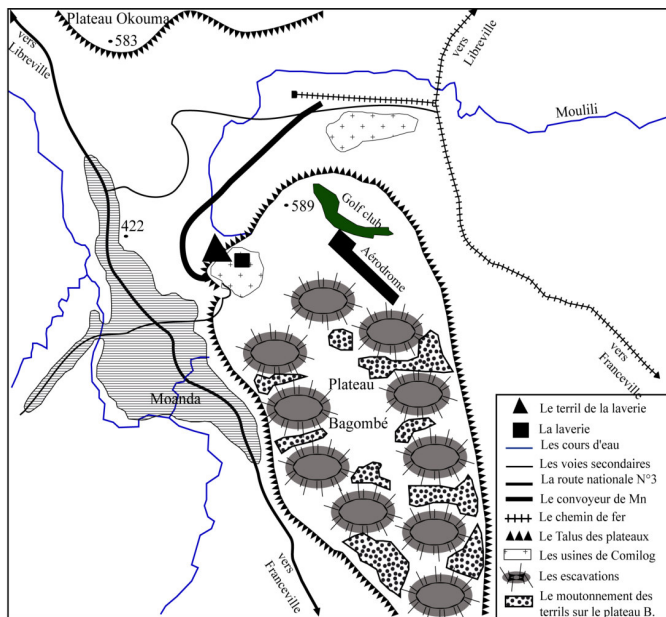 Plateau Okouma
583
vers
Libreville
vers
Libreville
Moulili
589
Golf club
Aérodrome
422
Plateau
Bagombé
Moanda
vers
Franceville
vers
Franceville
Le terril de la laverie
La laverie
Les cours d'eau
Les voies secondaires
La route nationale N°3
Le convoyeur de Mn
Le chemin de fer
Le Talus des plateaux
Les usines de Comilog
Les escavations
Le moutonnement des
terrils sur le plateau B.